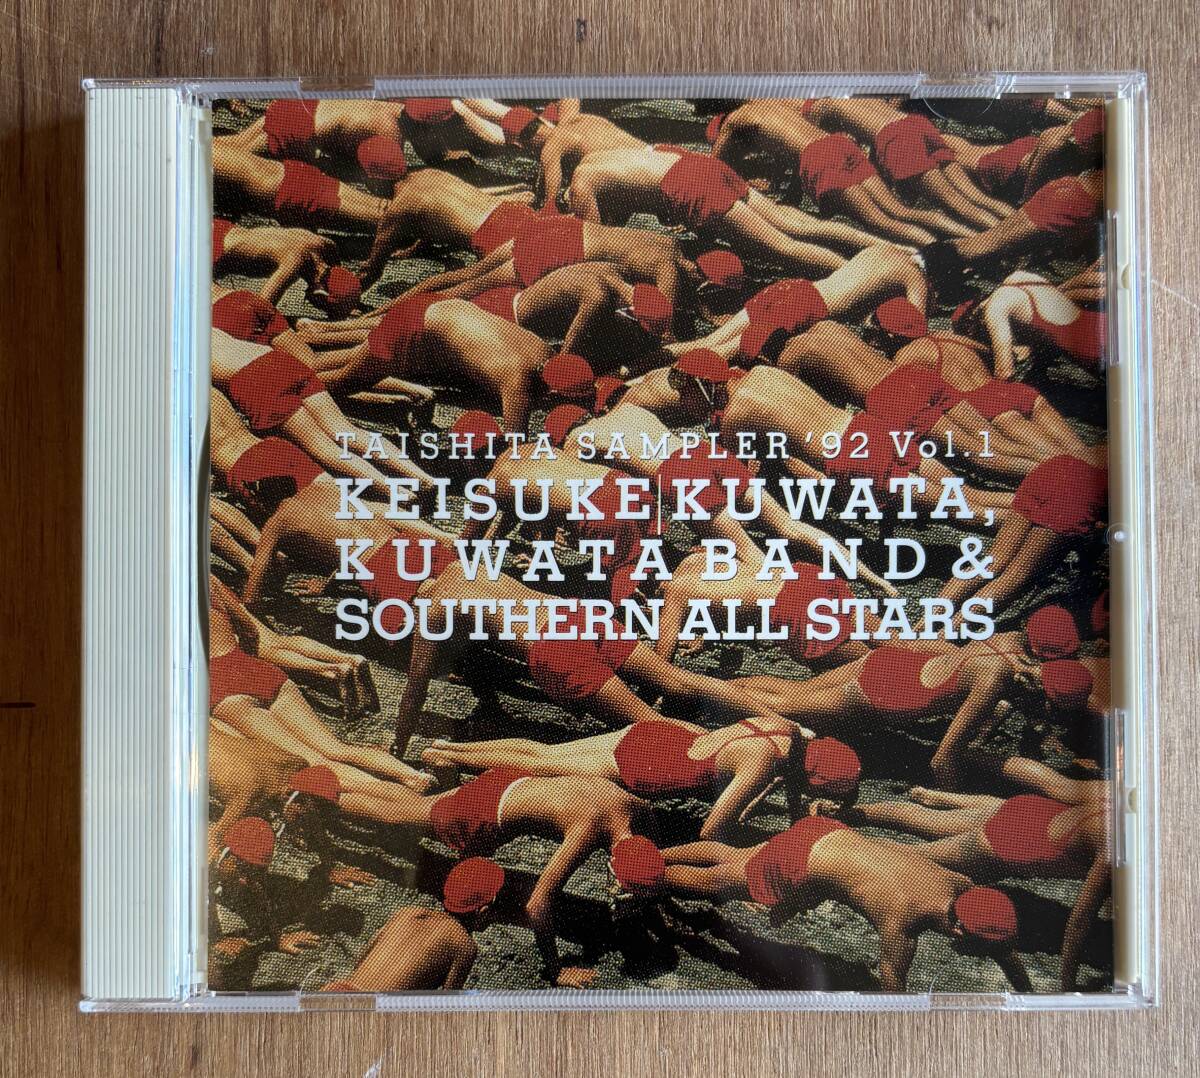 TAISHITA SAMPLER '92 Vol.1
KEISUKE KUWATA,
KUWATA BAND &
SOUTHERN ALL STARS